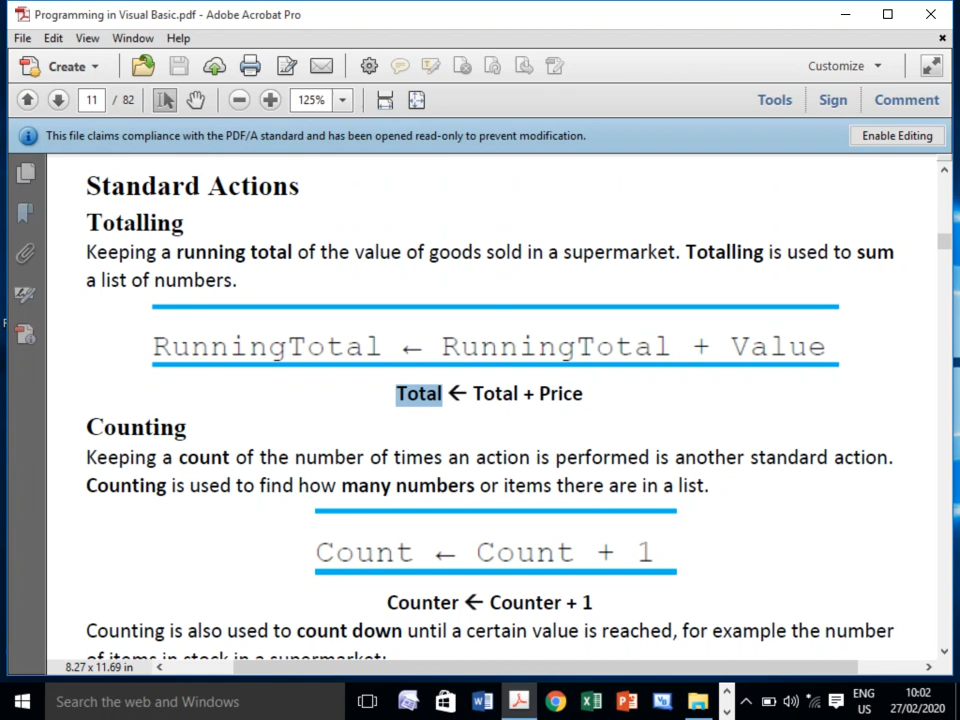 Programming in Visual Basic.pdf - Adobe Acrobat Pro
File Edit View Window Help
Create Customize
11 / 82 125% Tools Sign Comment
This file claims compliance with the PDF/A standard and has been opened read-only to prevent modification. Enable Editing
Standard Actions
Totalling
Keeping a running total of the value of goods sold in a supermarket. Totalling is used to sum
a list of numbers.
RunningTotal ← RunningTotal + Value
Total ← Total + Price
Counting
Keeping a count of the number of times an action is performed is another standard action.
Counting is used to find how many numbers or items there are in a list.
Count ← Count + 1
Counter ← Counter + 1
Counting is also used to count down until a certain value is reached, for example the number
of items in stock in a supermarket:
8.27 x 11.69 in
Search the web and Windows
ENG 10:02
US 27/02/2020